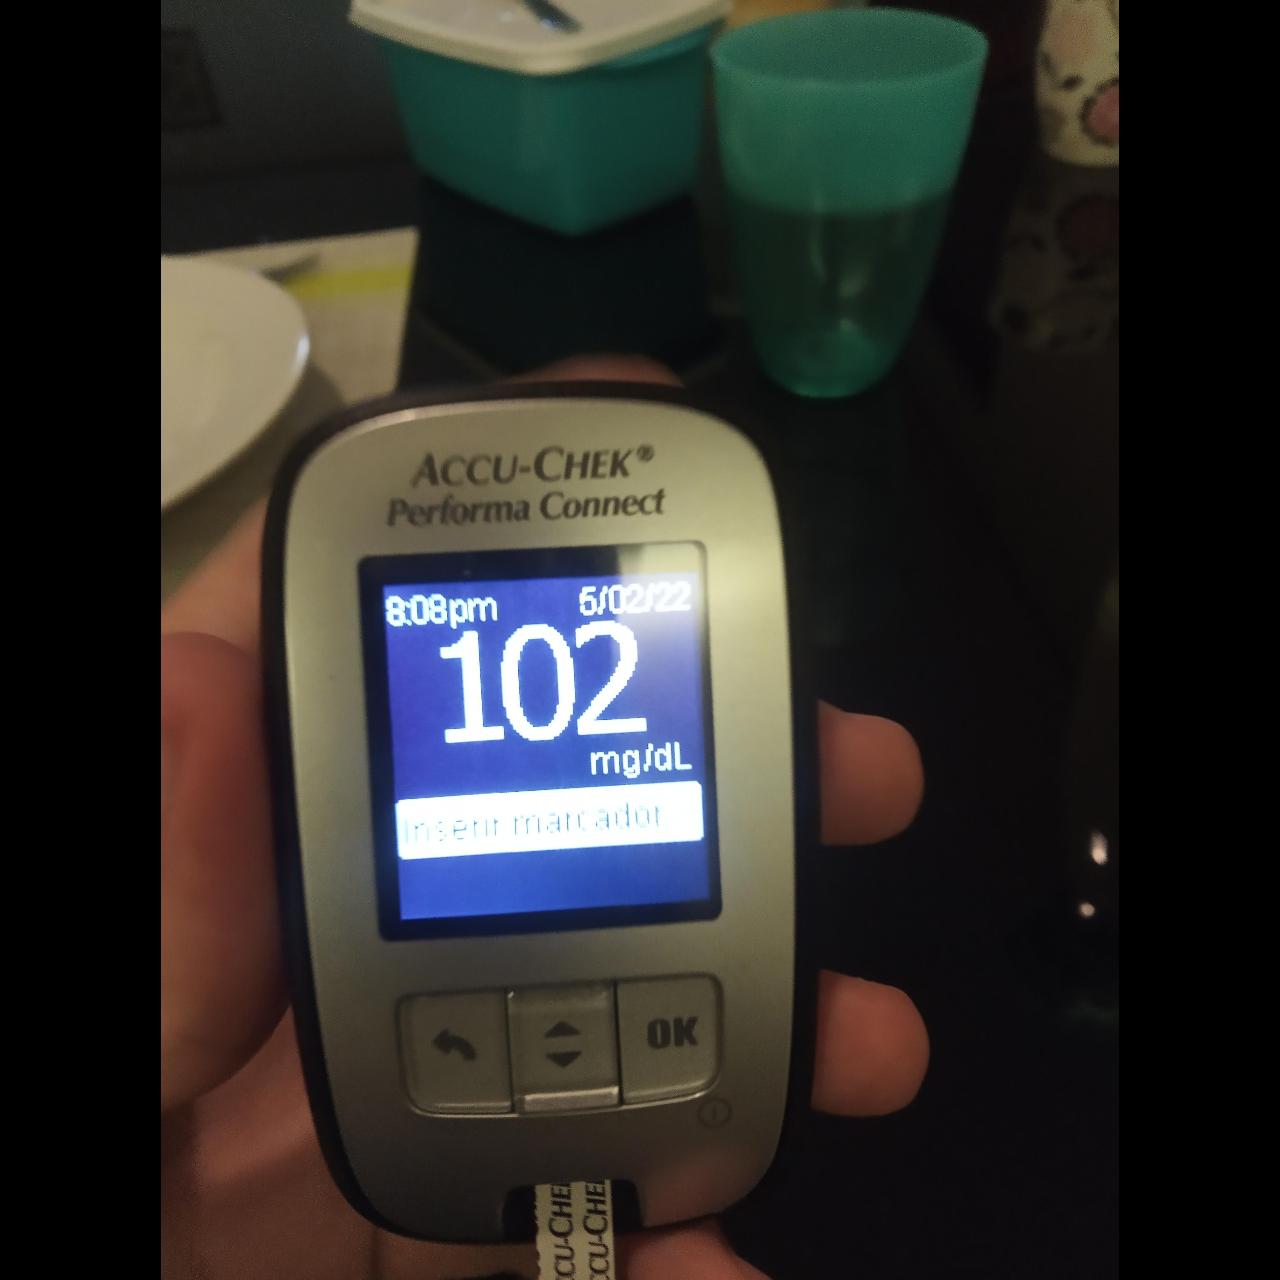 ACCU-CHEK®
Performa Connect
8:08pm 5/02/22
102
mg/dL
Inserir marcador
OK
ACCU-CHEK
ACCU-CHEK